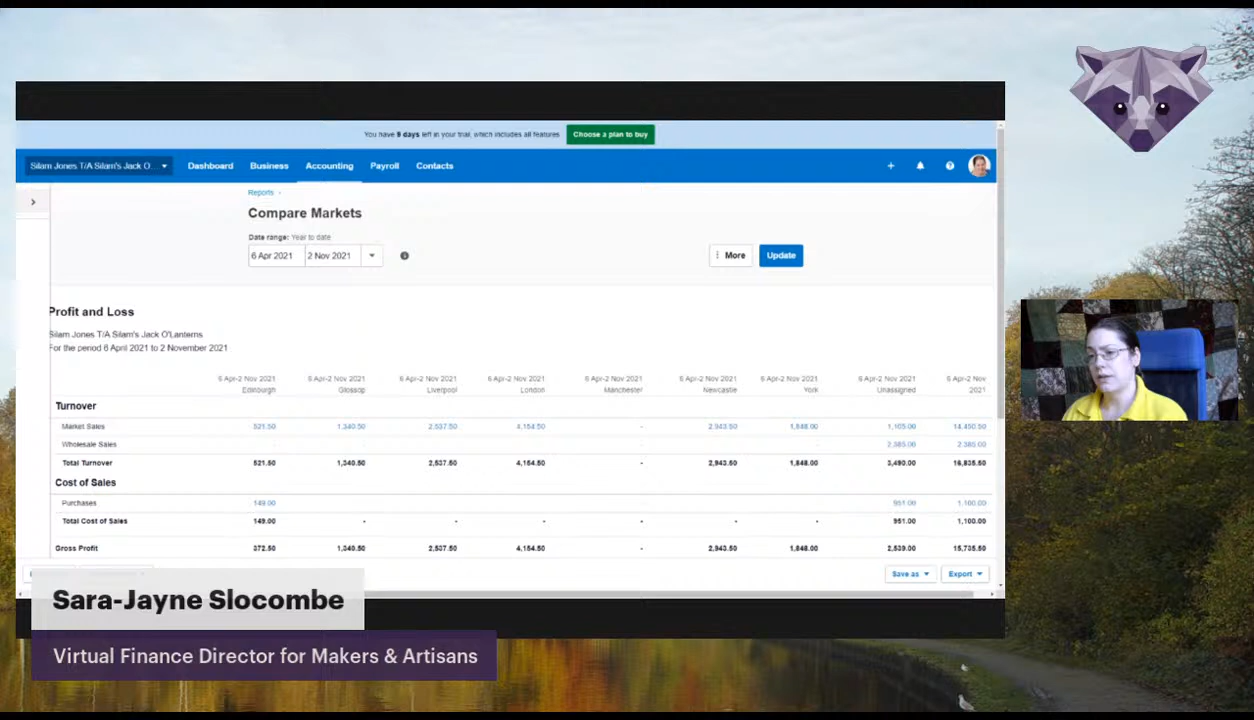 You have 9 days left in your trial, which includes all features Choose a plan to buy
Silam Jones T/A Silam's Jack O... Dashboard Business Accounting Payroll Contacts
Reports
Compare Markets
Date range: Year to date
6 Apr 2021 2 Nov 2021 More Update
Profit and Loss
Silam Jones T/A Silam's Jack O'Lanterns
For the period 6 April 2021 to 2 November 2021
6 Apr-2 Nov 2021 6 Apr-2 Nov 2021 6 Apr-2 Nov 2021 6 Apr-2 Nov 2021 6 Apr-2 Nov 2021 6 Apr-2 Nov 2021 6 Apr-2 Nov 2021 6 Apr-2 Nov 2021 6 Apr-2 Nov
Edinburgh Glossop Liverpool London Manchester Newcastle York Unassigned 2021
Turnover
Market Sales 521.50 1,340.50 2,537.50 4,154.50 - 2,943.50 1,848.00 1,105.00 14,450.50
Wholesale Sales 2,385.00 2,385.00
Total Turnover 521.50 1,340.50 2,537.50 4,154.50 - 2,943.50 1,848.00 3,490.00 16,835.50
Cost of Sales
Purchases 149.00 951.00 1,100.00
Total Cost of Sales 149.00 - - - - - - 951.00 1,100.00
Gross Profit 372.50 1,340.50 2,537.50 4,154.50 - 2,943.50 1,848.00 2,539.00 15,735.50
Save as Export
Sara-Jayne Slocombe
Virtual Finance Director for Makers & Artisans